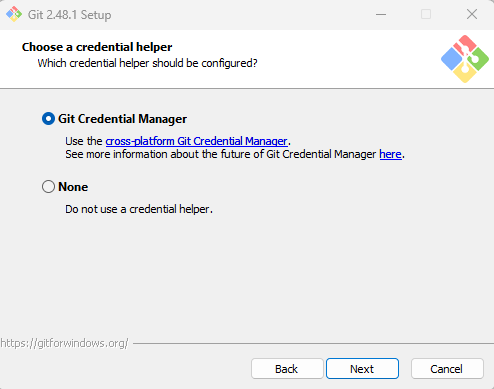 Git 2.48.1 Setup
Choose a credential helper
Which credential helper should be configured?
Git Credential Manager
Use the cross-platform Git Credential Manager.
See more information about the future of Git Credential Manager here.
None
Do not use a credential helper.
https://gitforwindows.org/
Back Next Cancel